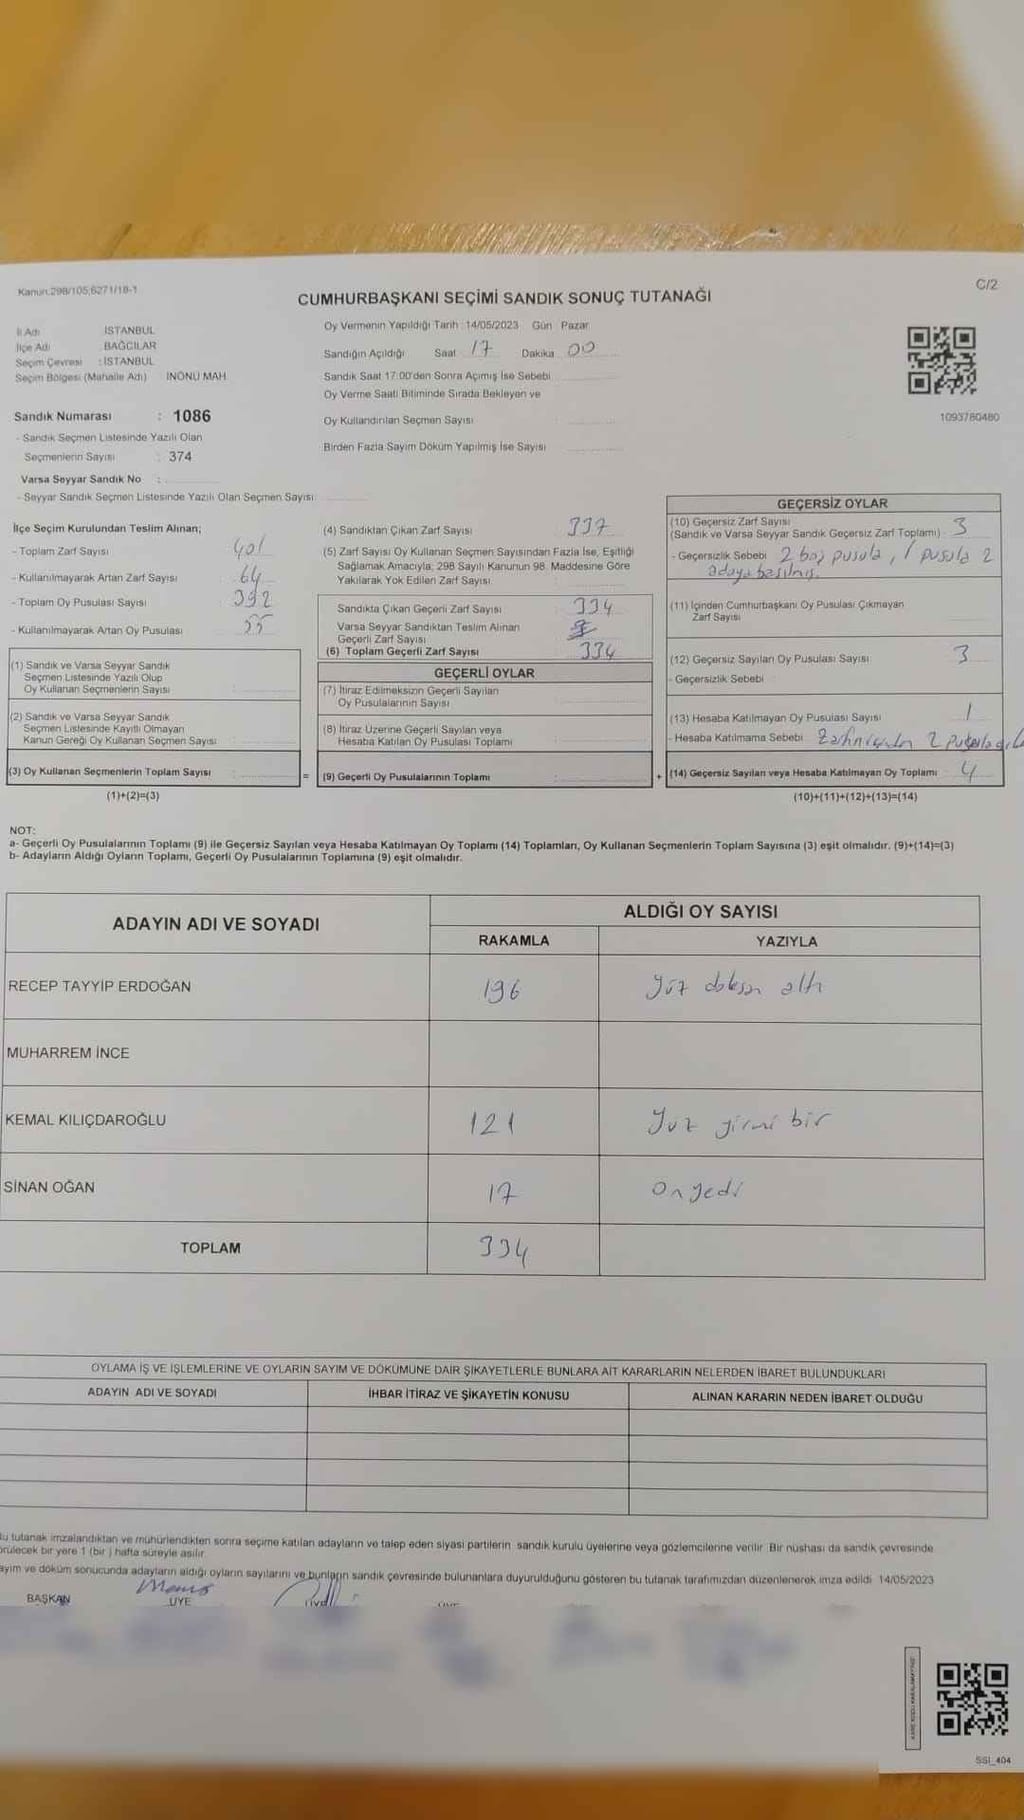 Kanun.298/105;6271/18-1
C/2
CUMHURBAŞKANI SEÇİMİ SANDIK SONUÇ TUTANAĞI
İl Adı : İSTANBUL
İlçe Adı : BAĞCILAR
Seçim Çevresi : İSTANBUL
Seçim Bölgesi (Mahalle Adı) INÖNÜ MAH
Sandık Numarası : 1086
- Sandık Seçmen Listesinde Yazılı Olan
Seçmenlerin Sayısı : 374
Varsa Seyyar Sandık No :
- Seyyar Sandık Seçmen Listesinde Yazılı Olan Seçmen Sayısı:
Oy Vermenin Yapıldığı Tarih :14/05/2023 Gün :Pazar
Sandığın Açıldığı Saat :17 Dakika :00
Sandık Saat 17:00'den Sonra Açımış İse Sebebi
Oy Verme Saati Bitiminde Sırada Bekleyen ve
Oy Kullandırılan Seçmen Sayısı :
Birden Fazla Sayım Döküm Yapılmış İse Sayısı
1093780480
İlçe Seçim Kurulundan Teslim Alınan;
- Toplam Zarf Sayısı : 401
- Kullanılmayarak Artan Zarf Sayısı : 64
- Toplam Oy Pusulası Sayısı : 392
- Kullanılmayarak Artan Oy Pusulası : 55
(1) Sandık ve Varsa Seyyar Sandık
Seçmen Listesinde Yazılı Olup
Oy Kullanan Seçmenlerin Sayısı :
(2) Sandık ve Varsa Seyyar Sandık
Seçmen Listesinde Kayıtlı Olmayan
Kanun Gereği Oy Kullanan Seçmen Sayısı :
(3) Oy Kullanan Seçmenlerin Toplam Sayısı :
(1)+(2)=(3)
(4) Sandıktan Çıkan Zarf Sayısı : 337
(5) Zarf Sayısı Oy Kullanan Seçmen Sayısından Fazla İse, Eşitliği
Sağlamak Amacıyla, 298 Sayılı Kanunun 98. Maddesine Göre
Yakılarak Yok Edilen Zarf Sayısı :
Sandıkta Çıkan Geçerli Zarf Sayısı : 334
Varsa Seyyar Sandıktan Teslim Alınan
Geçerli Zarf Sayısı :
(6) Toplam Geçerli Zarf Sayısı : 334
GEÇERLİ OYLAR
(7) İtiraz Edilmeksizin Geçerli Sayılan
Oy Pusulalarının Sayısı :
(8) İtiraz Üzerine Geçerli Sayılan veya
Hesaba Katılan Oy Pusulası Toplamı :
= (9) Geçerli Oy Pusulalarının Toplamı :
GEÇERSİZ OYLAR
(10) Geçersiz Zarf Sayısı
(Sandık ve Varsa Seyyar Sandık Geçersiz Zarf Toplamı) : 3
- Geçersizlik Sebebi : 2 boş pusula, 1 pusula 2
adaya basılmış.
(11) İçinden Cumhurbaşkanı Oy Pusulası Çıkmayan
Zarf Sayısı :
(12) Geçersiz Sayılan Oy Pusulası Sayısı : 3
- Geçersizlik Sebebi :
(13) Hesaba Katılmayan Oy Pusulası Sayısı : 1
- Hesaba Katılmama Sebebi : Zarfın içinden 2 pusula
+ (14) Geçersiz Sayılan veya Hesaba Katılmayan Oy Toplamı : 4
(10)+(11)+(12)+(13)=(14)
NOT:
a- Geçerli Oy Pusulalarının Toplamı (9) ile Geçersiz Sayılan veya Hesaba Katılmayan Oy Toplamı (14) Toplamları, Oy Kullanan Seçmenlerin Toplam Sayısına (3) eşit olmalıdır. (9)+(14)=(3)
b- Adayların Aldığı Oyların Toplamı, Geçerli Oy Pusulalarının Toplamına (9) eşit olmalıdır.
ADAYIN ADI VE SOYADI
ALDIĞI OY SAYISI
RAKAMLA YAZIYLA
RECEP TAYYİP ERDOĞAN 196 Yüz doksan altı
MUHARREM İNCE
KEMAL KILIÇDAROĞLU 121 Yüz yirmi bir
SİNAN OĞAN 17 On yedi
TOPLAM 334
OYLAMA İŞ VE İŞLEMLERİNE VE OYLARIN SAYIM VE DÖKÜMÜNE DAİR ŞİKAYETLERLE BUNLARA AİT KARARLARIN NELERDEN İBARET BULUNDUKLARI
ADAYIN ADI VE SOYADI İHBAR İTİRAZ VE ŞİKAYETİN KONUSU ALINAN KARARIN NEDEN İBARET OLDUĞU
tutanak imzalandıktan ve mühürlendikten sonra seçime katılan adayların ve talep eden siyasi partilerin sandık kurulu üyelerine veya gözlemcilerine verilir. Bir nüshası da sandık çevresinde
bir yere 1 (bir ) hafta süreyle asılır.
ayım ve döküm sonucunda adayların aldığı oyların sayılarını ve bunların sandık çevresinde bulunanlara duyurulduğunu gösteren bu tutanak tarafımızdan düzenlenerek imza edildi 14/05/2023
BAŞKAN ÜYE
SSI_404